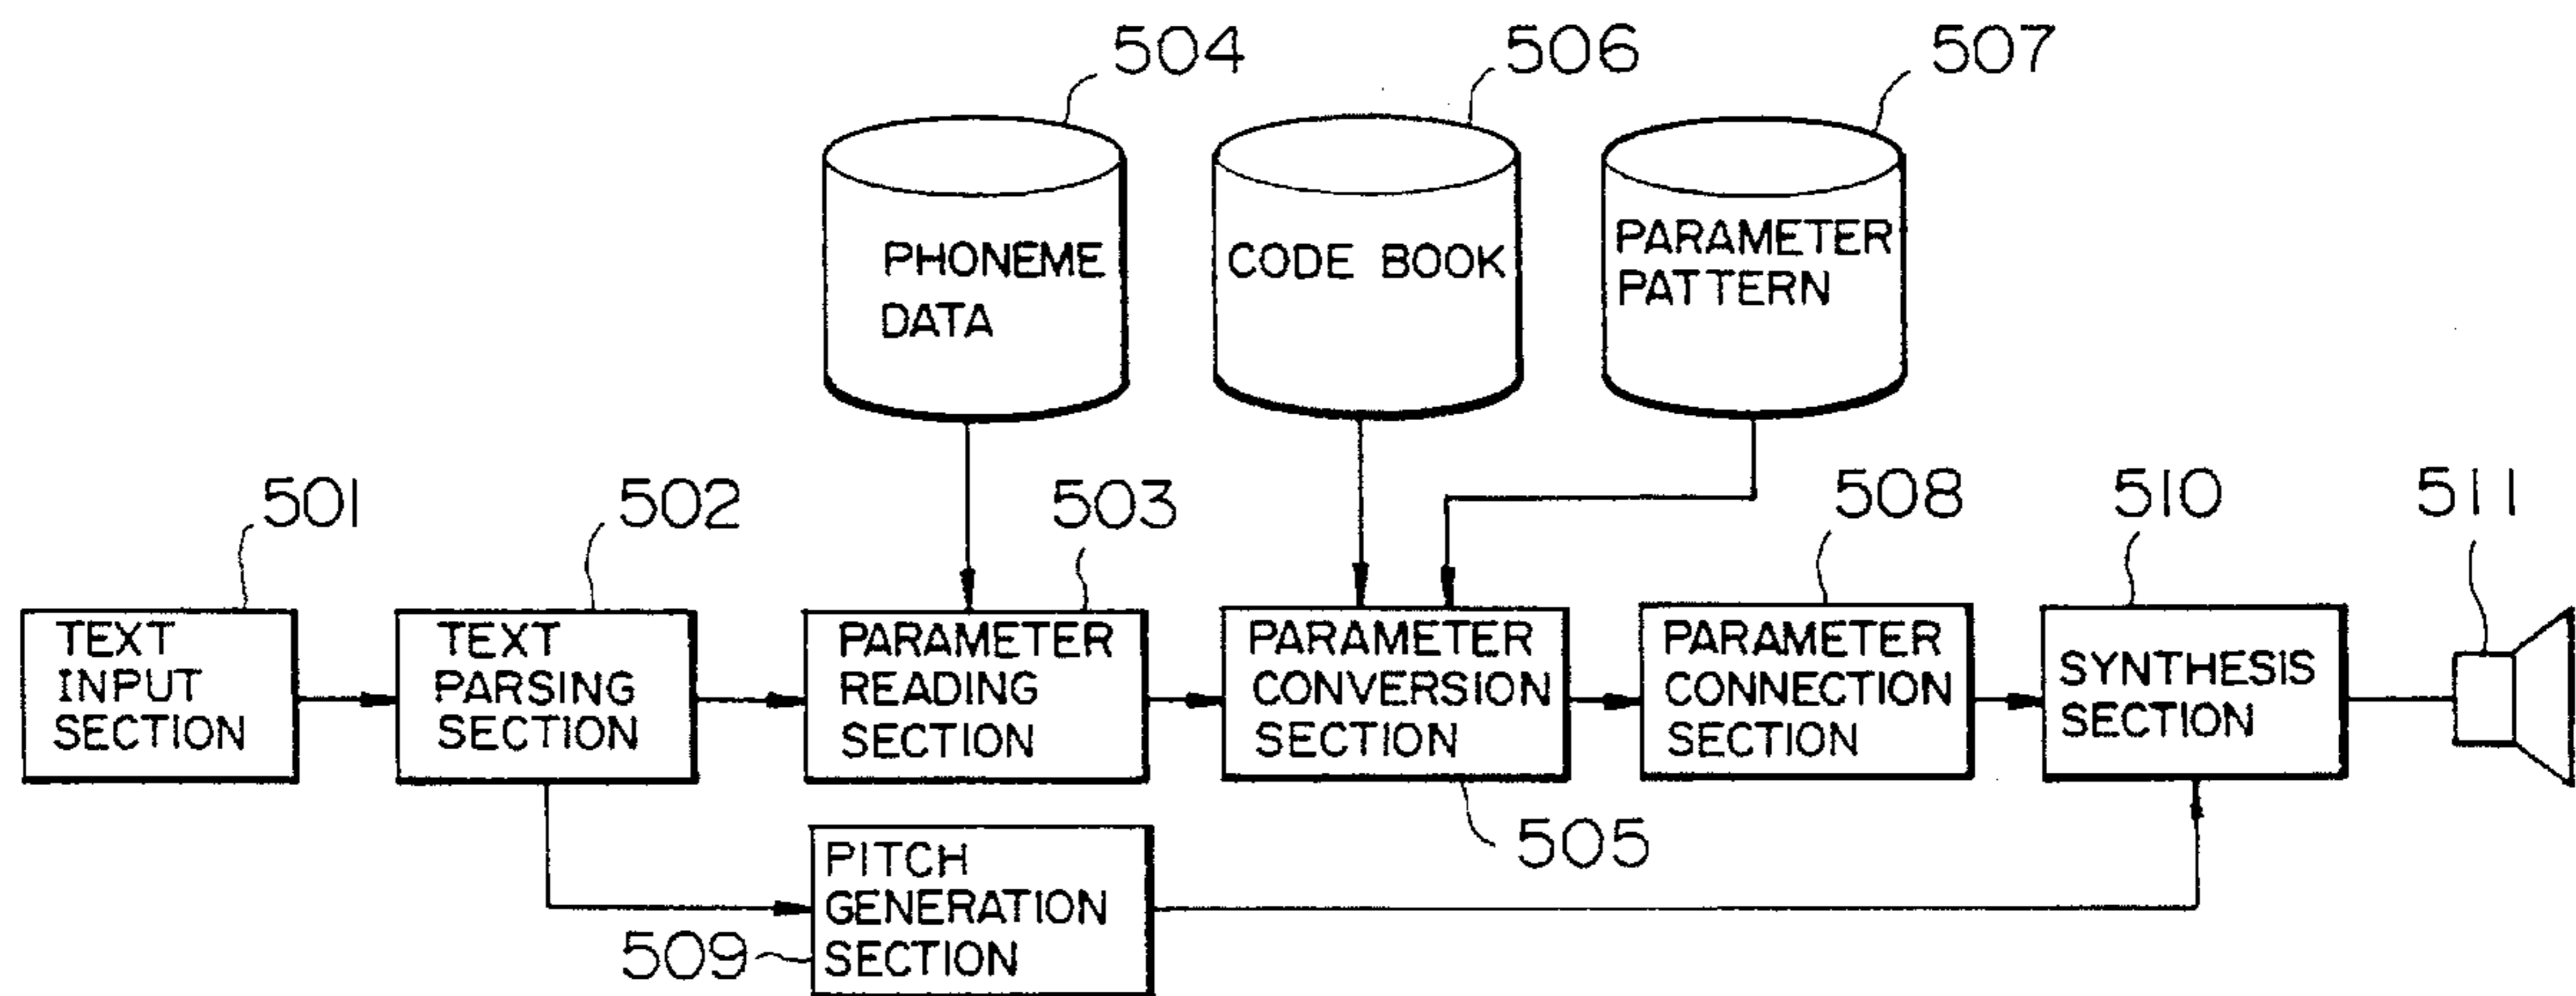 504
506
507
PHONEME
DATA
CODE BOOK
PARAMETER
PATTERN
501
502
503
508
510
511
TEXT
INPUT
SECTION
TEXT
PARSING
SECTION
PARAMETER
READING
SECTION
PARAMETER
CONVERSION
SECTION
PARAMETER
CONNECTION
SECTION
SYNTHESIS
SECTION
505
PITCH
GENERATION
SECTION
509